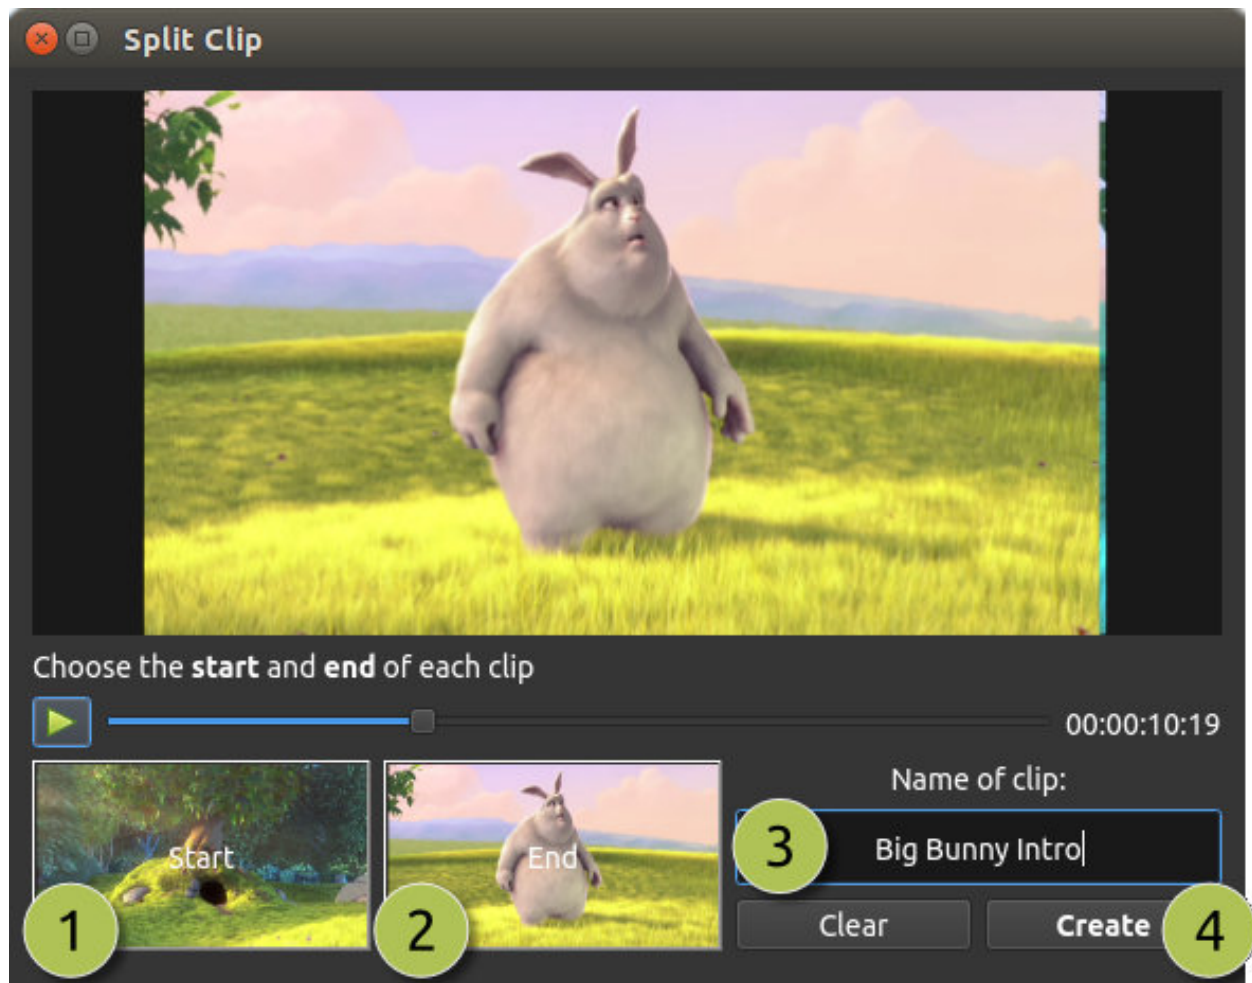 Split Clip
Choose the start and end of each clip
00:00:10:19
Start
End
Name of clip:
Big Bunny Intro
Clear
Create
1
2
3
4